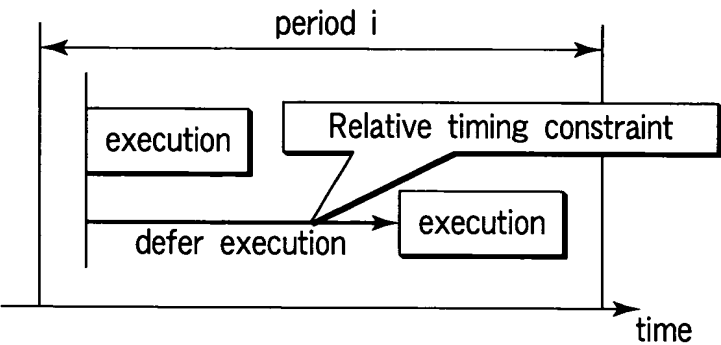 period i
execution
Relative timing constraint
execution
defer execution
time